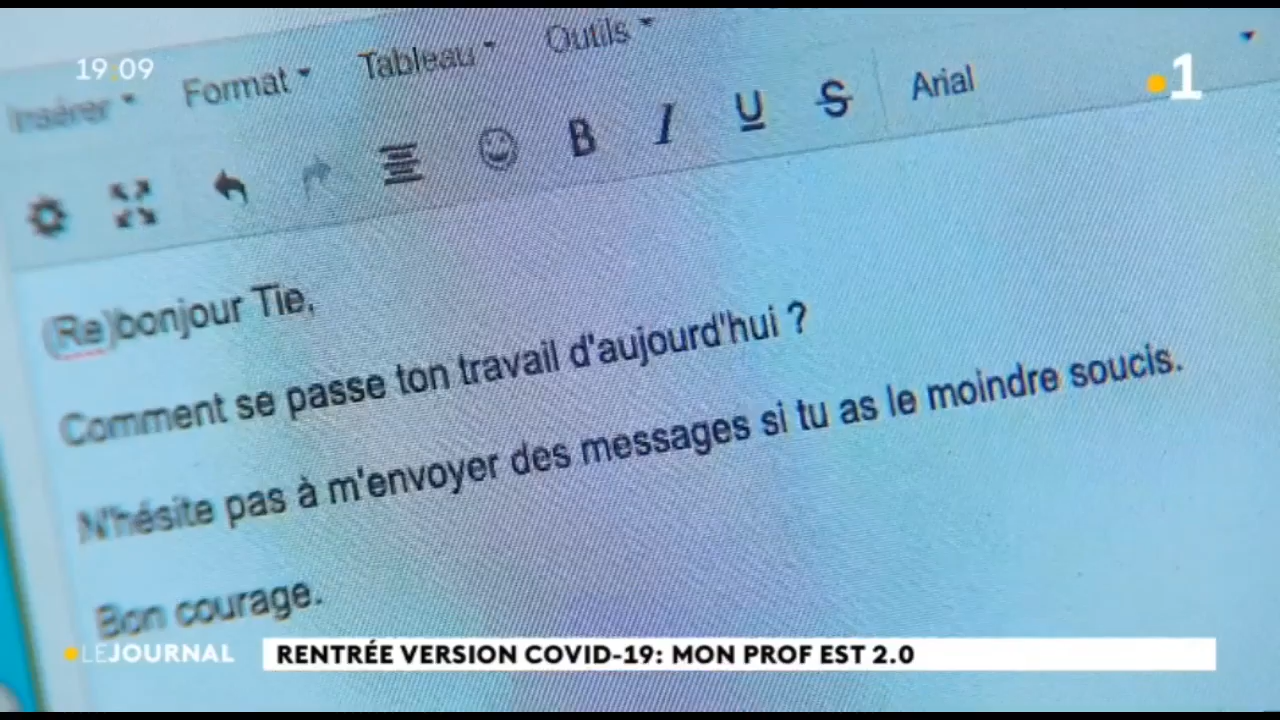 19:09
Insérer Format Tableau Outils
1
B I U S Arial
(Re)bonjour Tie,
Comment se passe ton travail d'aujourd'hui ?
N'hésite pas à m'envoyer des messages si tu as le moindre soucis.
Bon courage.
LEJOURNAL RENTRÉE VERSION COVID-19: MON PROF EST 2.0